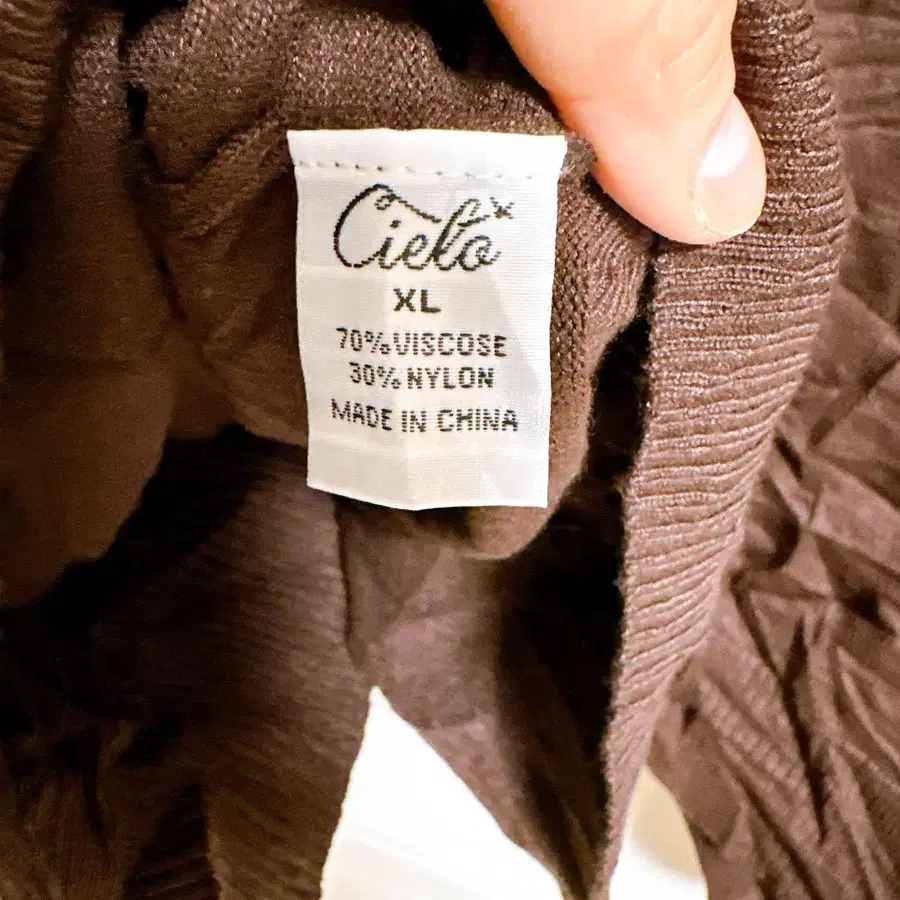 Cielo
XL
70% VISCOSE
30% NYLON
MADE IN CHINA